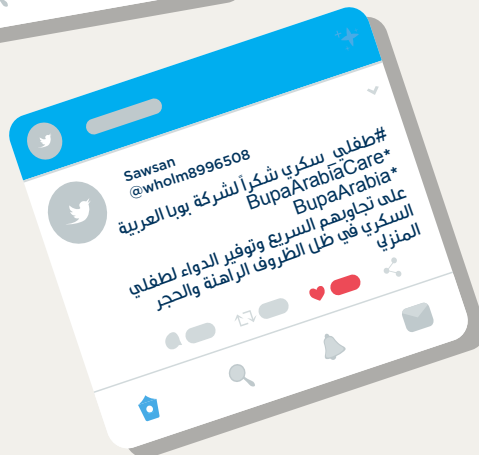 Sawsan
@wholm8996508
#طفلي_سكري شكراً لشركة بوبا العربية
*BupaArabiaCare
*BupaArabia
على تجاوبهم السريع وتوفير الدواء لطفلي
السكري في ظل الظروف الراهنة والحجر
المنزلي